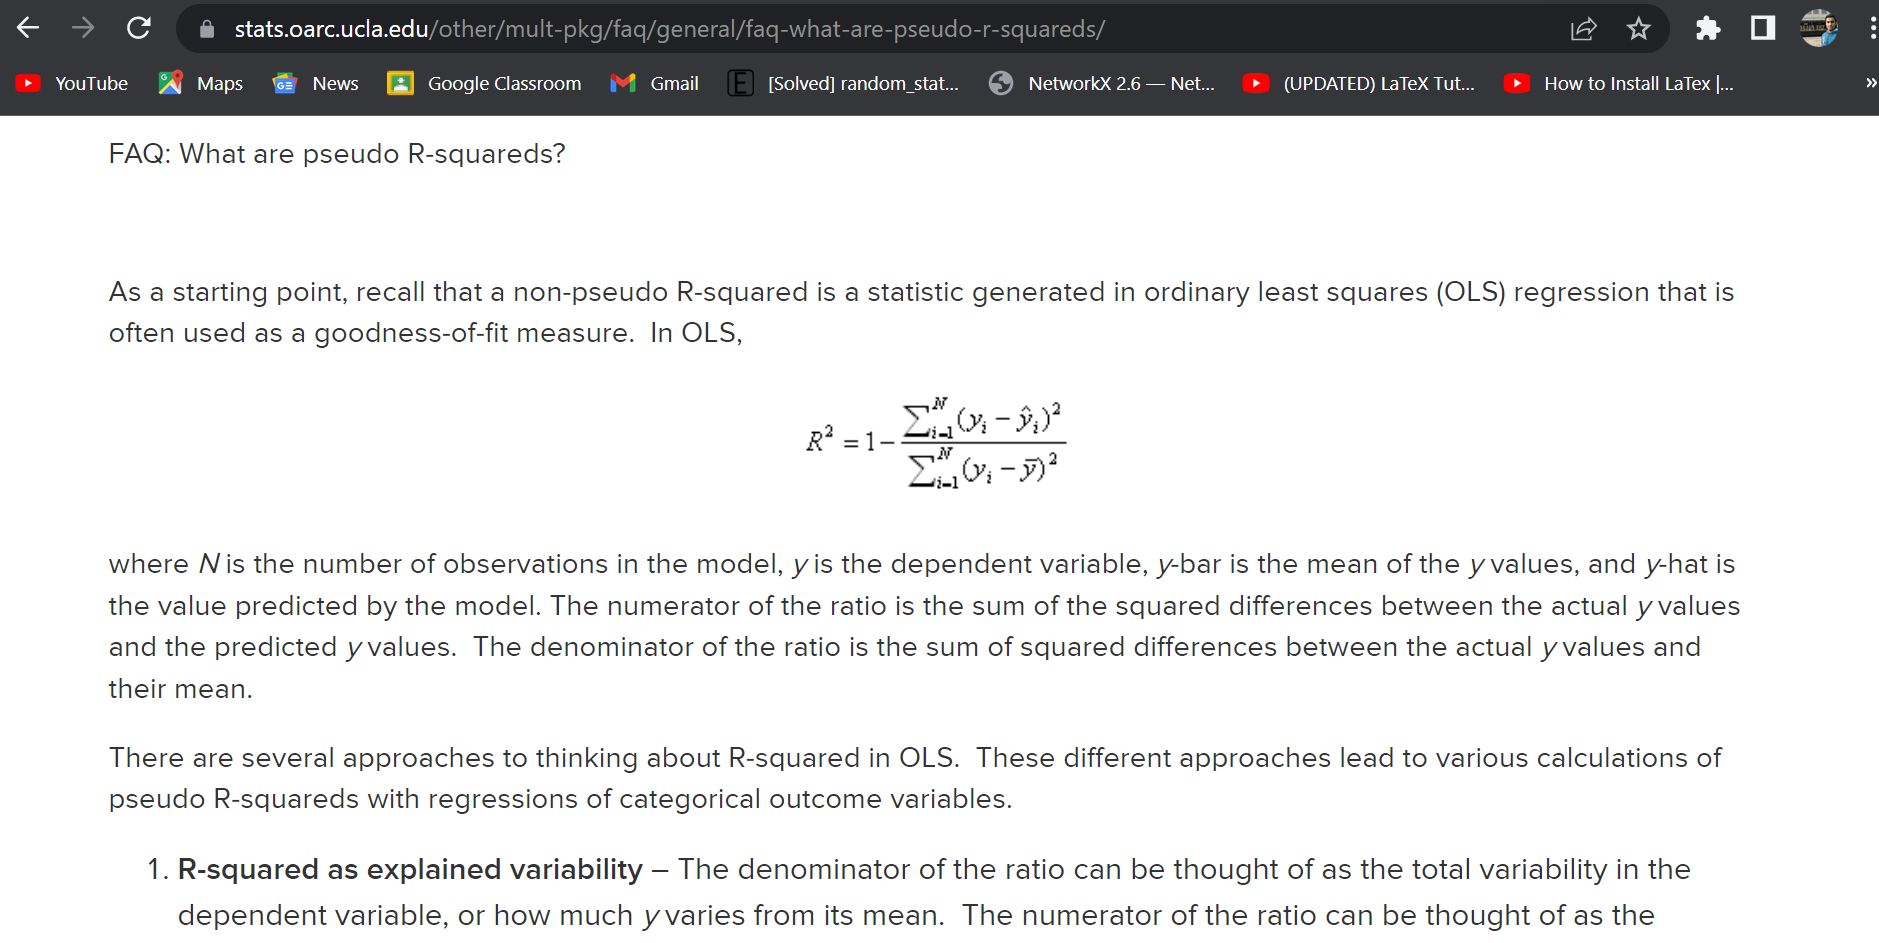 stats.oarc.ucla.edu/other/mult-pkg/faq/general/faq-what-are-pseudo-r-squareds/
YouTube Maps News Google Classroom Gmail [Solved] random_stat... NetworkX 2.6 — Net... (UPDATED) LaTeX Tut... How to Install LaTex |... »
FAQ: What are pseudo R-squareds?
As a starting point, recall that a non-pseudo R-squared is a statistic generated in ordinary least squares (OLS) regression that is
often used as a goodness-of-fit measure.  In OLS,
R² = 1 − ∑ᴺᵢ₌₁(yᵢ − ŷᵢ)² / ∑ᴺᵢ₌₁(yᵢ − ȳ)²
where N is the number of observations in the model, y is the dependent variable, y-bar is the mean of the y values, and y-hat is
the value predicted by the model. The numerator of the ratio is the sum of the squared differences between the actual y values
and the predicted y values.  The denominator of the ratio is the sum of squared differences between the actual y values and
their mean.
There are several approaches to thinking about R-squared in OLS.  These different approaches lead to various calculations of
pseudo R-squareds with regressions of categorical outcome variables.
1. R-squared as explained variability – The denominator of the ratio can be thought of as the total variability in the
dependent variable, or how much y varies from its mean.  The numerator of the ratio can be thought of as the